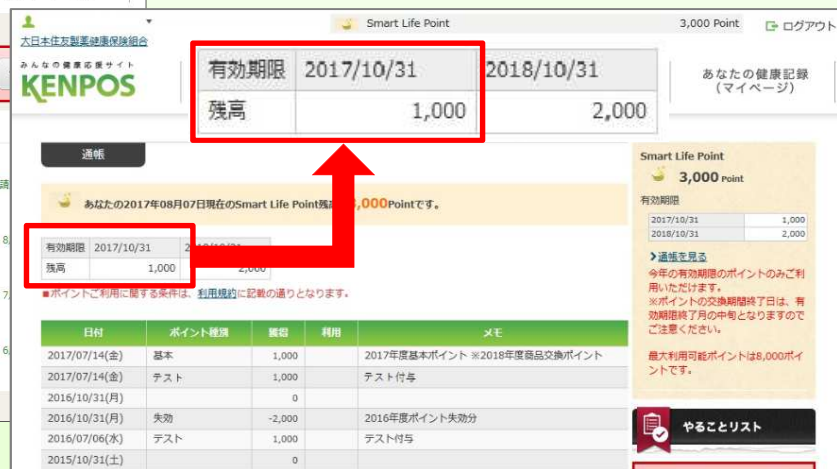 Smart Life Point
3,000 Point
ログアウト
大日本住友製薬健康保険組合
みんなの健康応援サイト
KENPOS
有効期限 2017/10/31 2018/10/31
残高 1,000 2,000
あなたの健康記録
(マイページ)
通帳
あなたの2017年08月07日現在のSmart Life Point残 ,000Pointです。
有効期限 2017/10/31
残高 1,000 2,000
■ポイントご利用に関する条件は、利用規約に記載の通りとなります。
日付 ポイント種別 獲得 利用 メモ
2017/07/14(金) 基本 1,000 2017年度基本ポイント ※2018年度商品交換ポイント
2017/07/14(金) テスト 1,000 テスト付与
2016/10/31(月) 0
2016/10/31(月) 失効 -2,000 2016年度ポイント失効分
2016/07/06(水) テスト 1,000 テスト付与
2015/10/31(土) 0
Smart Life Point
3,000 Point
有効期限
2017/10/31 1,000
2018/10/31 2,000
通帳を見る
今年の有効期限のポイントのみご利
用いただけます。
※ポイントの交換期間終了日は、有
効期限終了月の中旬となりますので
ご注意ください。
最大利用可能ポイントは8,000ポイ
ントです。
やることリスト